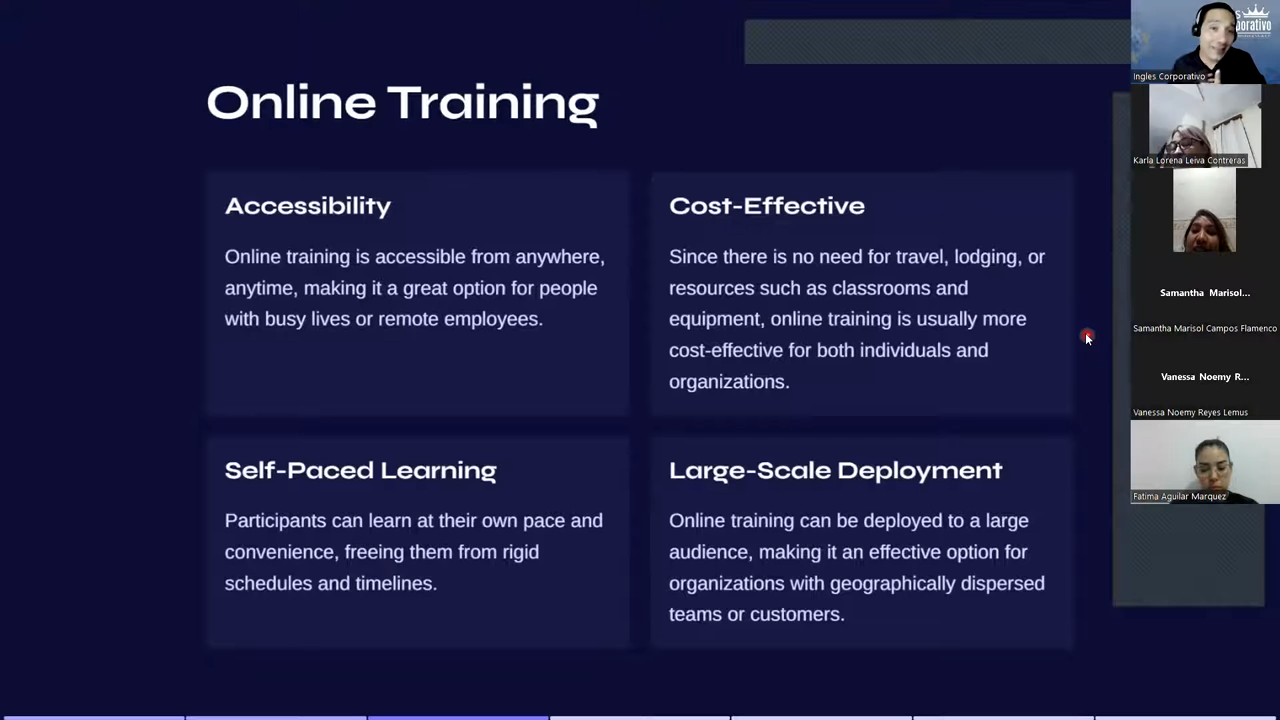 Online Training
Accessibility
Online training is accessible from anywhere,
anytime, making it a great option for people
with busy lives or remote employees.
Cost-Effective
Since there is no need for travel, lodging, or
resources such as classrooms and
equipment, online training is usually more
cost-effective for both individuals and
organizations.
Self-Paced Learning
Participants can learn at their own pace and
convenience, freeing them from rigid
schedules and timelines.
Large-Scale Deployment
Online training can be deployed to a large
audience, making it an effective option for
organizations with geographically dispersed
teams or customers.
Ingles Corporativo
Karla Lorena Leiva Contreras
Samantha Marisol...
Samantha Marisol Campos Flamenco
Vanessa Noemy R...
Vanessa Noemy Reyes Lemus
Fatima Aguilar Marquez